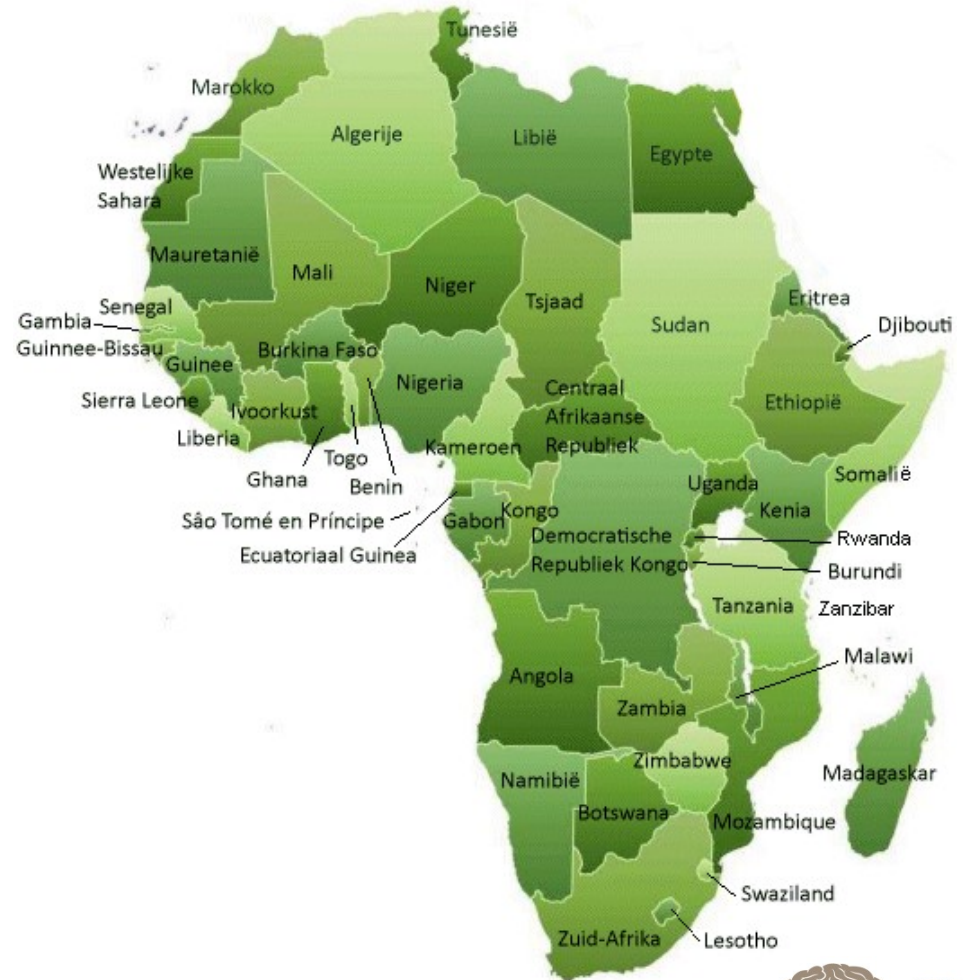 Tunesië
Marokko
Algerije
Libië
Egypte
Westelijke
Sahara
Mauretanië
Mali
Niger
Tsjaad
Sudan
Eritrea
Djibouti
Senegal
Gambia
Guinnee-Bissau
Guinee
Burkina Faso
Nigeria
Centraal
Afrikaanse
Republiek
Ethiopië
Sierra Leone
Ivoorkust
Liberia
Ghana
Togo
Benin
Kameroen
Somalië
Uganda
Kenia
Sâo Tomé en Príncipe
Ecuatoriaal Guinea
Gabon
Kongo
Democratische
Republiek Kongo
Rwanda
Burundi
Tanzania
Zanzibar
Malawi
Angola
Zambia
Zimbabwe
Namibië
Botswana
Mozambique
Madagaskar
Swaziland
Zuid-Afrika
Lesotho